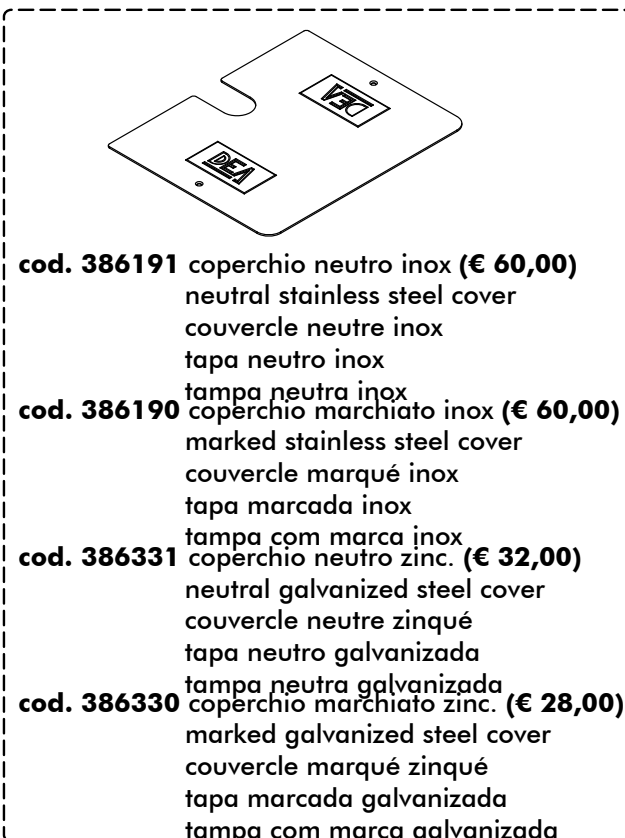 DEA
DEA
cod. 386191 coperchio neutro inox (€ 60,00)
neutral stainless steel cover
couvercle neutre inox
tapa neutro inox
tampa neutra inox
cod. 386190 coperchio marchiato inox (€ 60,00)
marked stainless steel cover
couvercle marqué inox
tapa marcada inox
tampa com marca inox
cod. 386331 coperchio neutro zinc. (€ 32,00)
neutral galvanized steel cover
couvercle neutre zinqué
tapa neutro galvanizada
tampa neutra galvanizada
cod. 386330 coperchio marchiato zinc. (€ 28,00)
marked galvanized steel cover
couvercle marqué zinqué
tapa marcada galvanizada
tampa com marca galvanizada